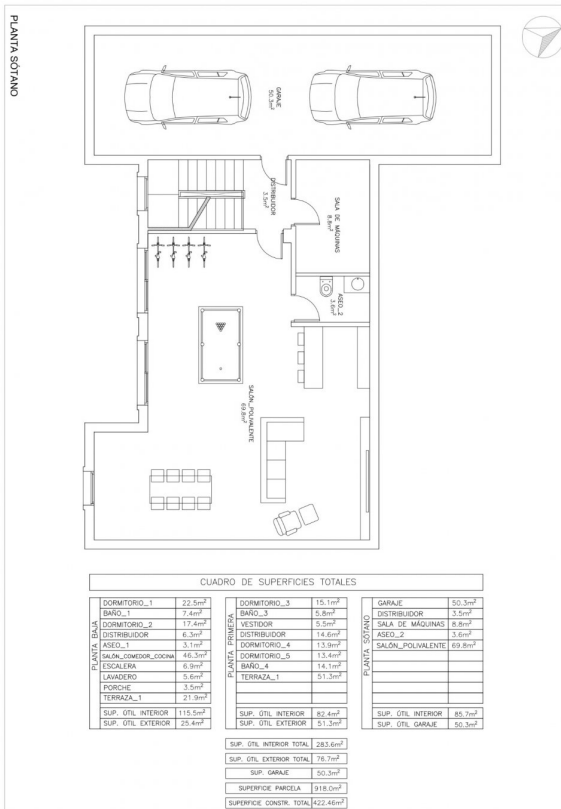 PLANTA SÓTANO
GARAJE
50.3m²
DISTRIBUIDOR
3.5m²
SALA DE MÁQUINAS
8.8m²
ASEO_2
3.6m²
SALÓN_POLIVALENTE
69.8m²
CUADRO DE SUPERFICIES TOTALES
PLANTA BAJA
DORMITORIO_1 22.5m²
BAÑO_1 7.4m²
DORMITORIO_2 17.4m²
DISTRIBUIDOR 6.3m²
ASEO_1 3.1m²
SALÓN_COMEDOR_COCINA 46.3m²
ESCALERA 6.9m²
LAVADERO 5.6m²
PORCHE 3.5m²
TERRAZA_1 21.9m²
SUP. ÚTIL INTERIOR 115.5m²
SUP. ÚTIL EXTERIOR 25.4m²
PLANTA PRIMERA
DORMITORIO_3 15.1m²
BAÑO_3 5.8m²
VESTIDOR 5.5m²
DISTRIBUIDOR 14.6m²
DORMITORIO_4 13.9m²
DORMITORIO_5 13.4m²
BAÑO_4 14.1m²
TERRAZA_1 51.3m²
SUP. ÚTIL INTERIOR 82.4m²
SUP. ÚTIL EXTERIOR 51.3m²
PLANTA SÓTANO
GARAJE 50.3m²
DISTRIBUIDOR 3.5m²
SALA DE MÁQUINAS 8.8m²
ASEO_2 3.6m²
SALÓN_POLIVALENTE 69.8m²
SUP. ÚTIL INTERIOR 85.7m²
SUP. ÚTIL GARAJE 50.3m²
SUP. ÚTIL INTERIOR TOTAL 283.6m²
SUP. ÚTIL EXTERIOR TOTAL 76.7m²
SUP. GARAJE 50.3m²
SUPERFICIE PARCELA 918.0m²
SUPERFICIE CONSTR. TOTAL 422.46m²